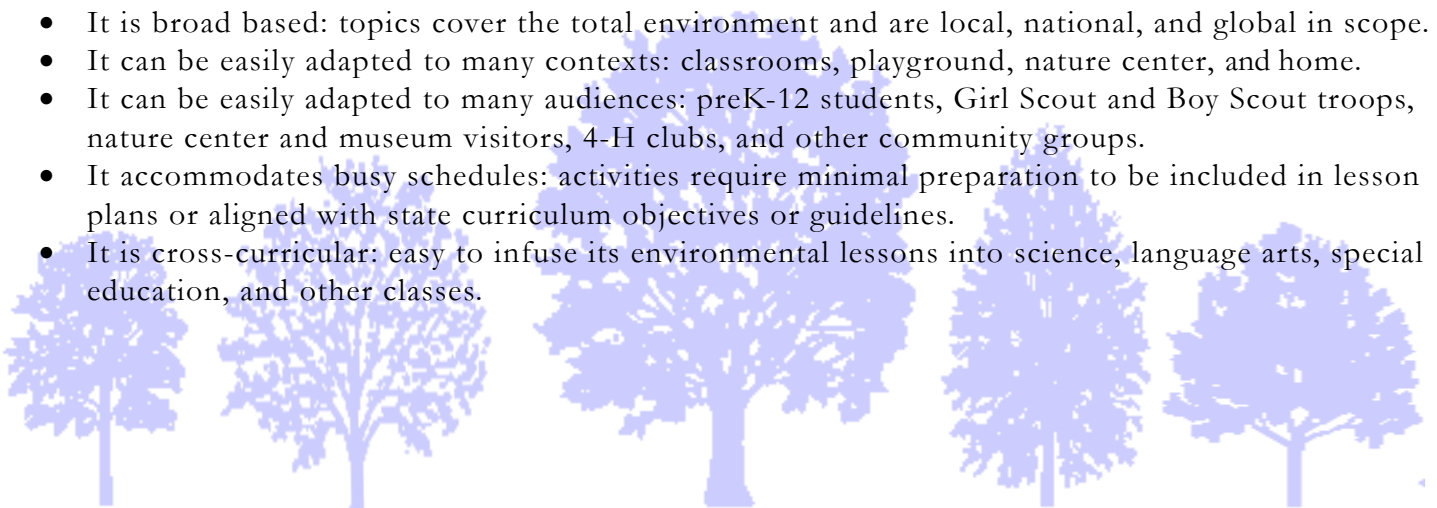 • It is broad based: topics cover the total environment and are local, national, and global in scope.
• It can be easily adapted to many contexts: classrooms, playground, nature center, and home.
• It can be easily adapted to many audiences: preK-12 students, Girl Scout and Boy Scout troops,
nature center and museum visitors, 4-H clubs, and other community groups.
• It accommodates busy schedules: activities require minimal preparation to be included in lesson
plans or aligned with state curriculum objectives or guidelines.
• It is cross-curricular: easy to infuse its environmental lessons into science, language arts, special
education, and other classes.